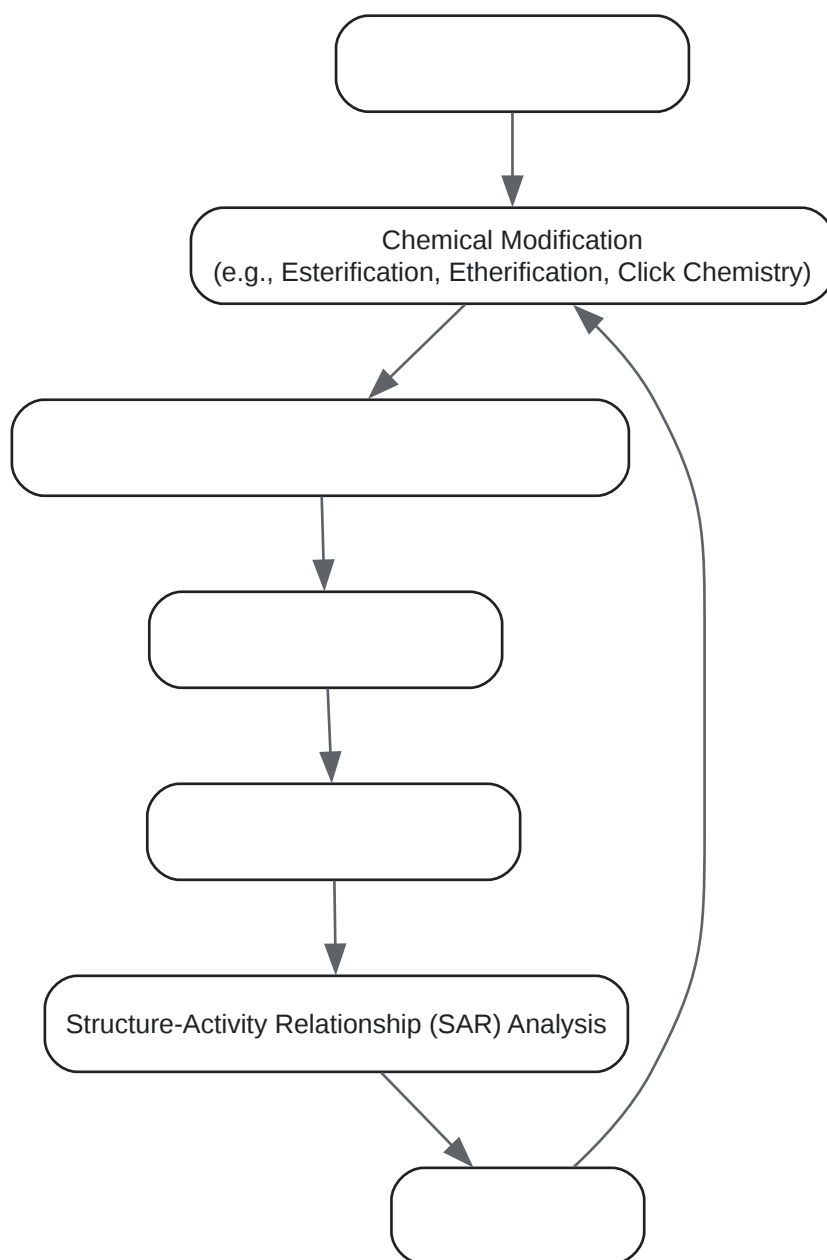 Chemical Modification
(e.g., Esterification, Etherification, Click Chemistry)
Structure-Activity Relationship (SAR) Analysis